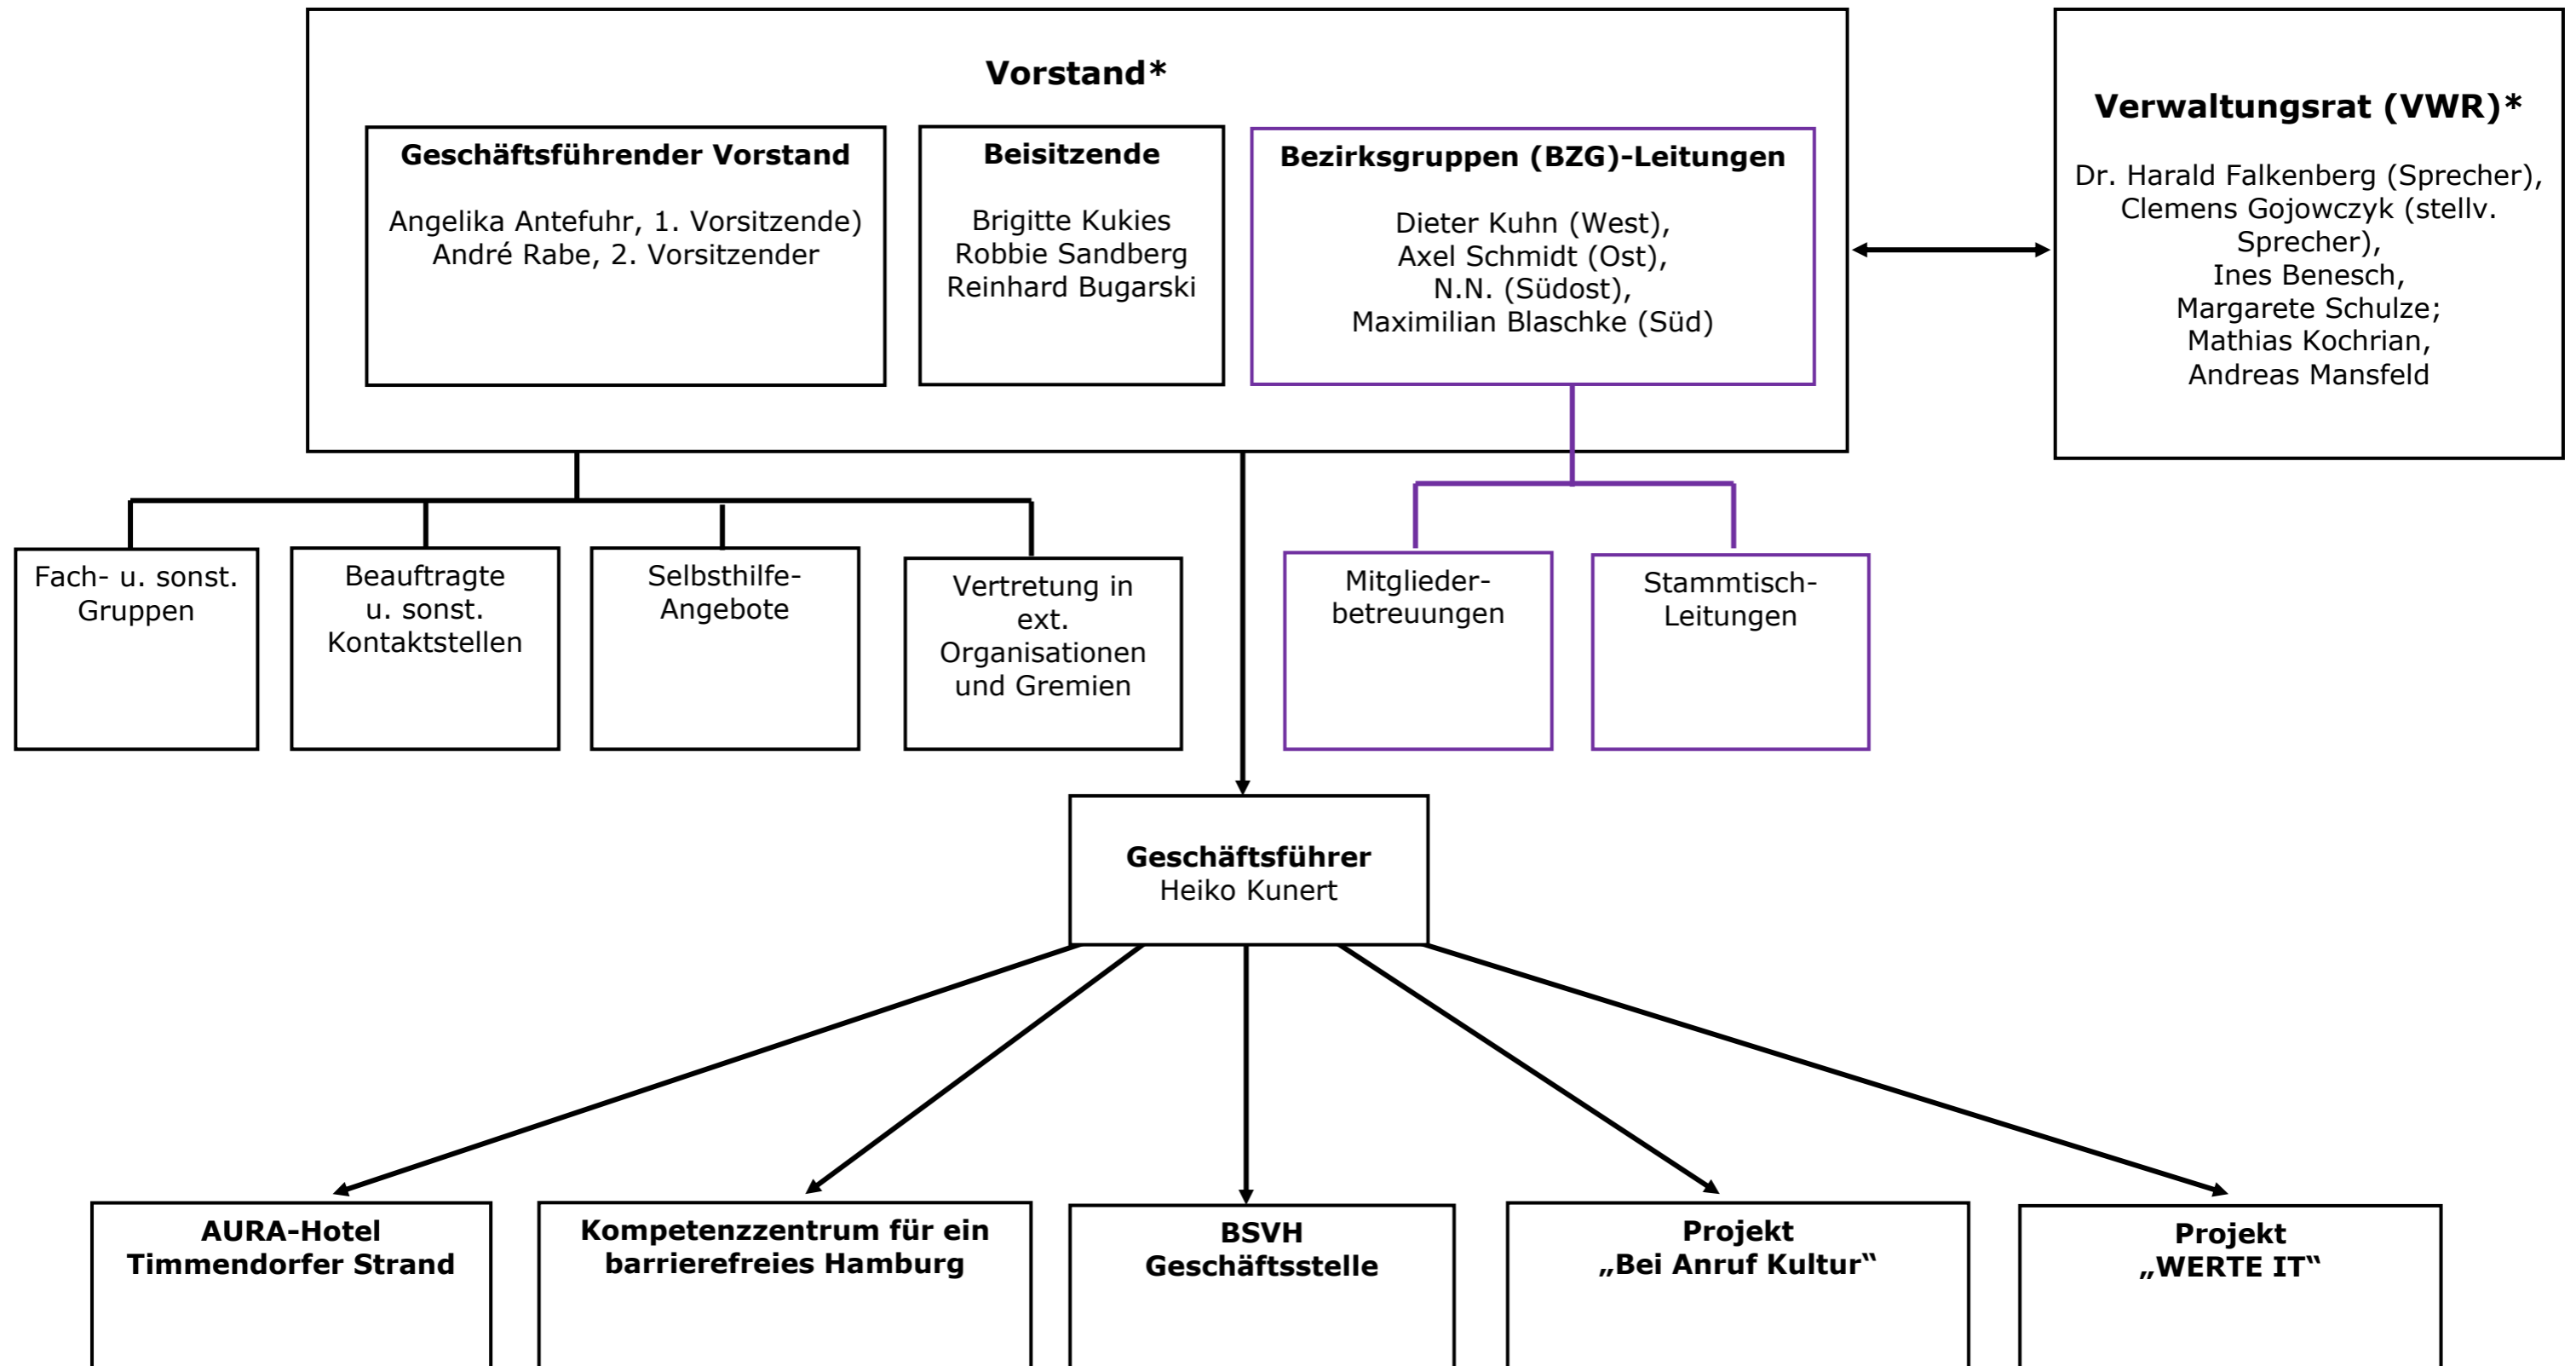 Vorstand*
Geschäftsführender Vorstand
Angelika Antefuhr, 1. Vorsitzende)
André Rabe, 2. Vorsitzender
Beisitzende
Brigitte Kukies
Robbie Sandberg
Reinhard Bugarski
Bezirksgruppen (BZG)-Leitungen
Dieter Kuhn (West),
Axel Schmidt (Ost),
N.N. (Südost),
Maximilian Blaschke (Süd)
Verwaltungsrat (VWR)*
Dr. Harald Falkenberg (Sprecher),
Clemens Gojowczyk (stellv.
Sprecher),
Ines Benesch,
Margarete Schulze;
Mathias Kochrian,
Andreas Mansfeld
Fach- u. sonst.
Gruppen
Beauftragte
u. sonst.
Kontaktstellen
Selbsthilfe-
Angebote
Vertretung in
ext.
Organisationen
und Gremien
Mitglieder-
betreuungen
Stammtisch-
Leitungen
Geschäftsführer
Heiko Kunert
AURA-Hotel
Timmendorfer Strand
Kompetenzzentrum für ein
barrierefreies Hamburg
BSVH
Geschäftsstelle
Projekt
„Bei Anruf Kultur“
Projekt
„WERTE IT“